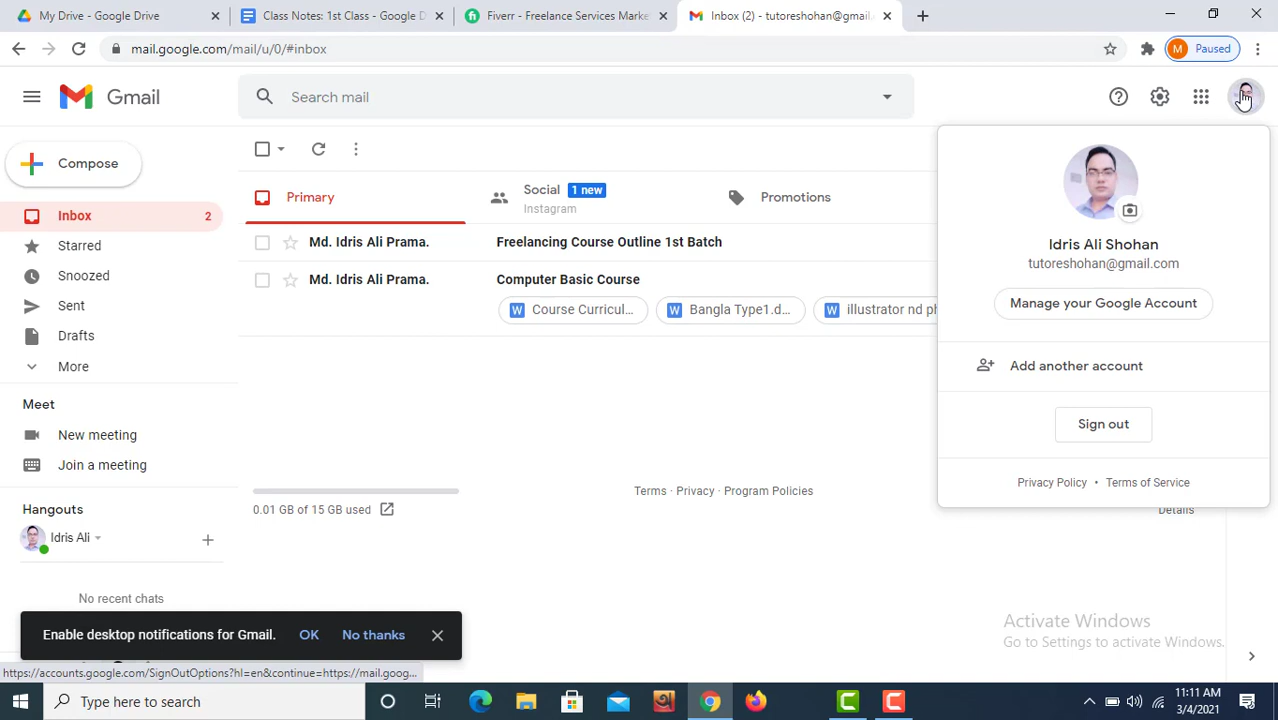 My Drive - Google Drive
Class Notes: 1st Class - Google D
Fiverr - Freelance Services Marke
Inbox (2) - tutoreshohan@gmail.
mail.google.com/mail/u/0/#inbox
M Paused
Gmail
Search mail
Compose
Inbox 2
Starred
Snoozed
Sent
Drafts
More
Meet
New meeting
Join a meeting
Hangouts
Idris Ali
No recent chats
Primary
Social 1 new
Instagram
Promotions
Md. Idris Ali Prama. Freelancing Course Outline 1st Batch
Md. Idris Ali Prama. Computer Basic Course
W Course Curricul... W Bangla Type1.d... W illustrator nd ph
0.01 GB of 15 GB used
Terms · Privacy · Program Policies
Details
Idris Ali Shohan
tutoreshohan@gmail.com
Manage your Google Account
Add another account
Sign out
Privacy Policy • Terms of Service
Enable desktop notifications for Gmail. OK No thanks
Activate Windows
Go to Settings to activate Windows.
https://accounts.google.com/SignOutOptions?hl=en&continue=https://mail.goog...
Type here to search
11:11 AM
3/4/2021